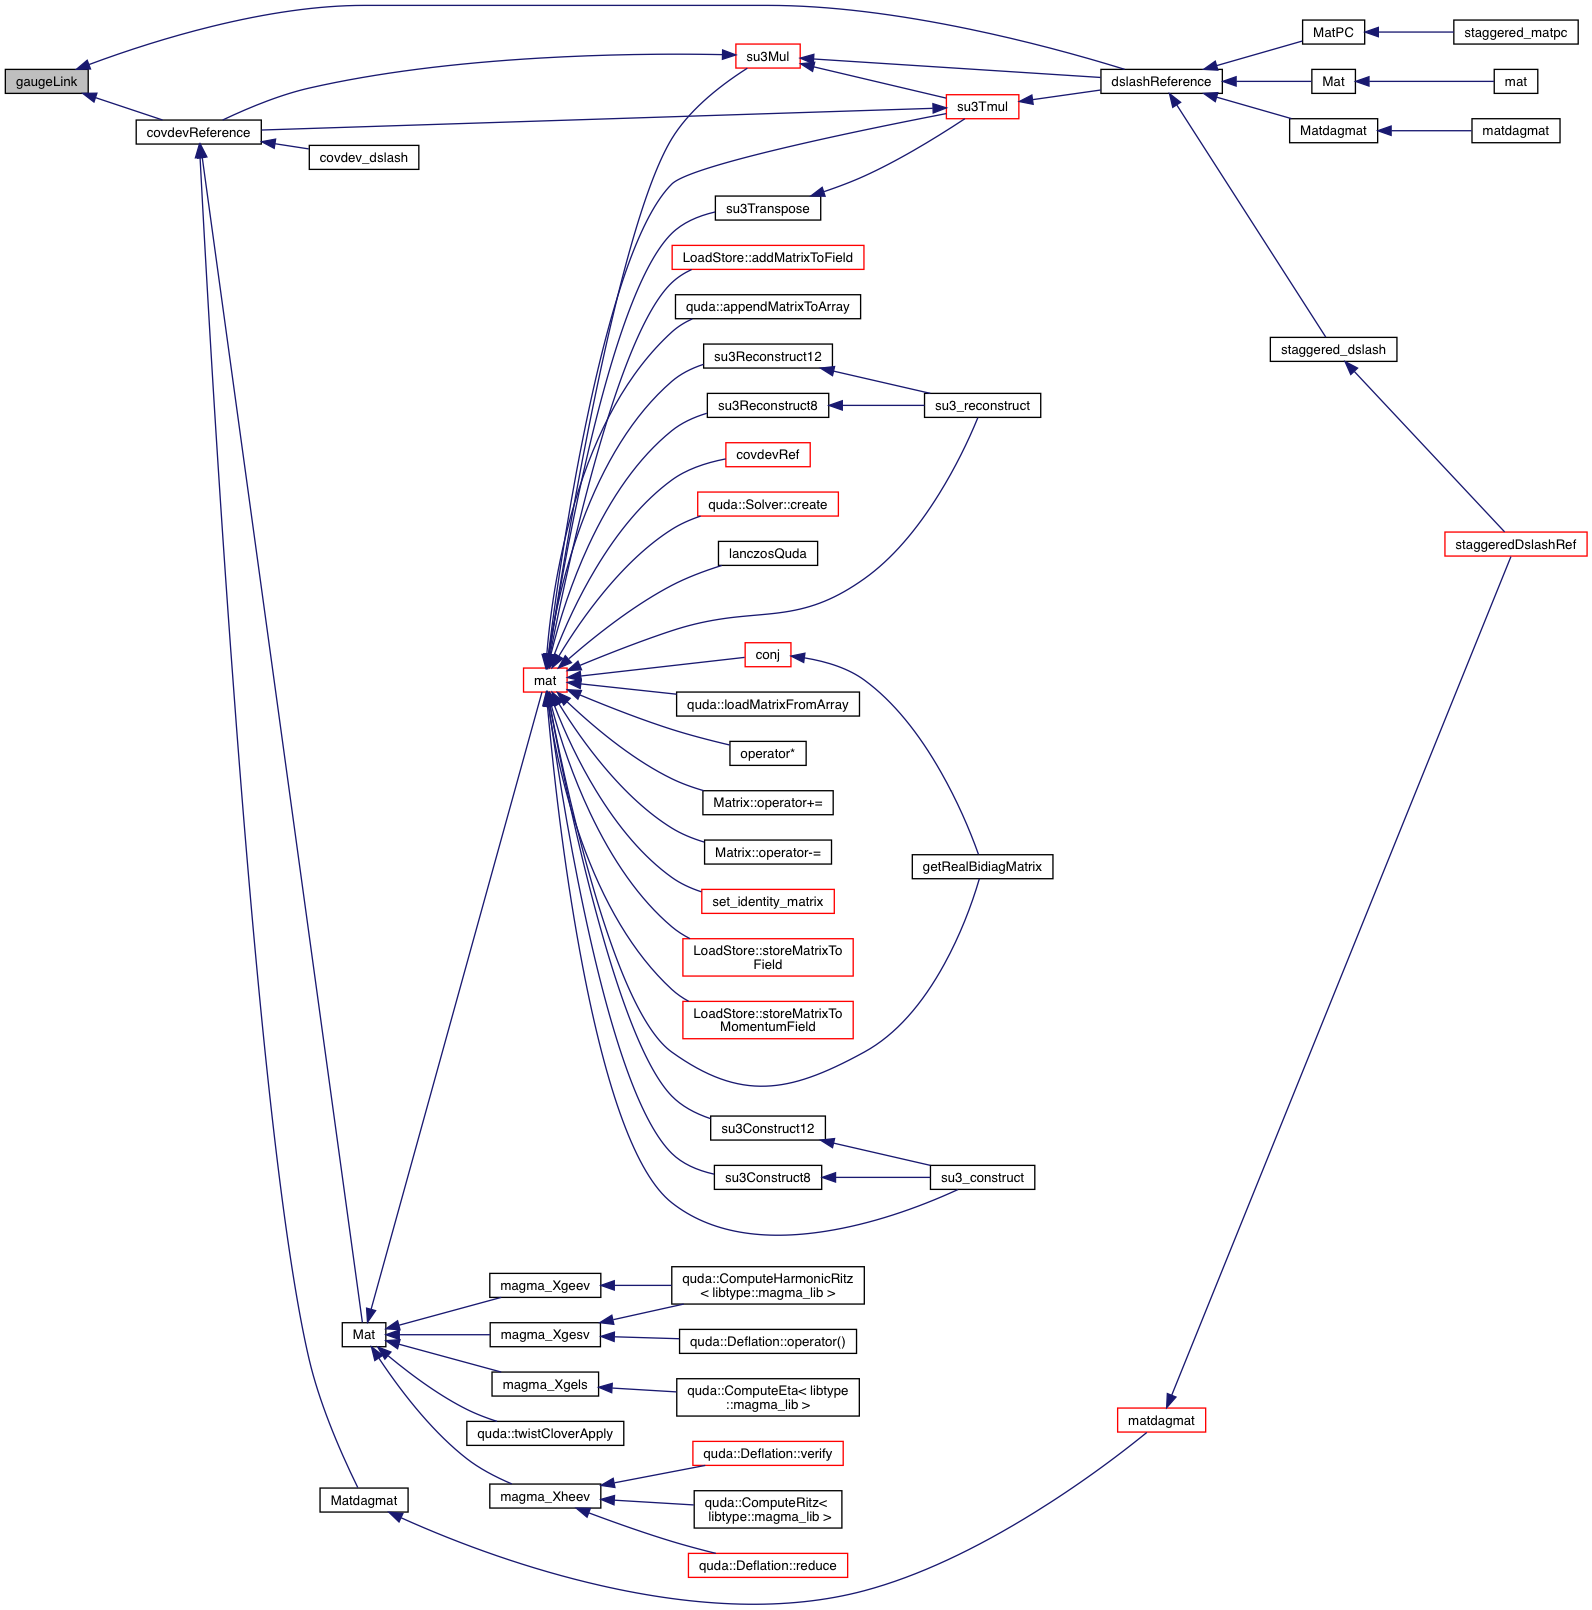 gaugeLink
covdevReference
covdev_dslash
su3Mul
su3Tmul
dslashReference
MatPC
staggered_matpc
Mat
mat
Matdagmat
matdagmat
su3Transpose
LoadStore::addMatrixToField
quda::appendMatrixToArray
su3Reconstruct12
su3Reconstruct8
su3_reconstruct
covdevRef
quda::Solver::create
lanczosQuda
staggered_dslash
staggeredDslashRef
mat
conj
quda::loadMatrixFromArray
operator*
Matrix::operator+=
Matrix::operator-=
getRealBidiagMatrix
set_identity_matrix
LoadStore::storeMatrixTo
Field
LoadStore::storeMatrixTo
MomentumField
su3Construct12
su3Construct8
su3_construct
Mat
magma_Xgeev
quda::ComputeHarmonicRitz
< libtype::magma_lib >
magma_Xgesv
quda::Deflation::operator()
magma_Xgels
quda::ComputeEta< libtype
::magma_lib >
quda::twistCloverApply
matdagmat
Matdagmat
magma_Xheev
quda::Deflation::verify
quda::ComputeRitz<
libtype::magma_lib >
quda::Deflation::reduce